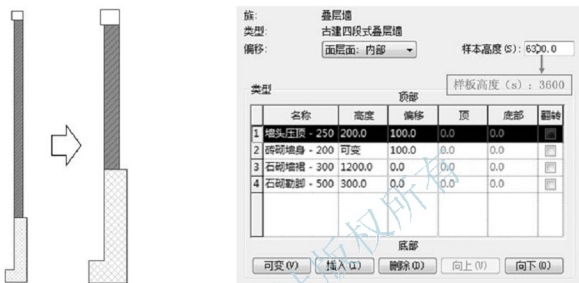 族: 叠层墙
类型: 古建四段式叠层墙
偏移: 面层面: 内部 样本高度(S): 6300.0
样板高度(s): 3600
类型
顶部
名称 高度 偏移 顶 底部 翻转
1 墙头压顶 - 250 200.0 100.0 0.0 0.0
2 砖砌墙身 - 200 可变 100.0 0.0 0.0
3 石砌墙裙 - 300 1200.0 0.0 0.0 0.0
4 石砌勒脚 - 500 300.0 0.0 0.0 0.0
底部
可变(V) 插入(I) 删除(D) 向上(U) 向下(O)
版权所有